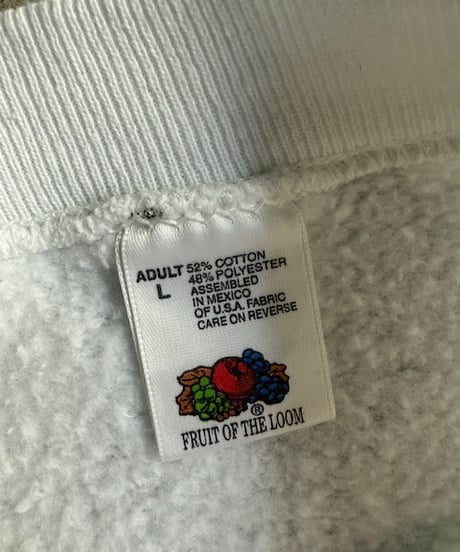 ADULT 52% COTTON
L 48% POLYESTER
ASSEMBLED
IN MEXICO
OF U.S.A. FABRIC
CARE ON REVERSE
®
FRUIT OF THE LOOM